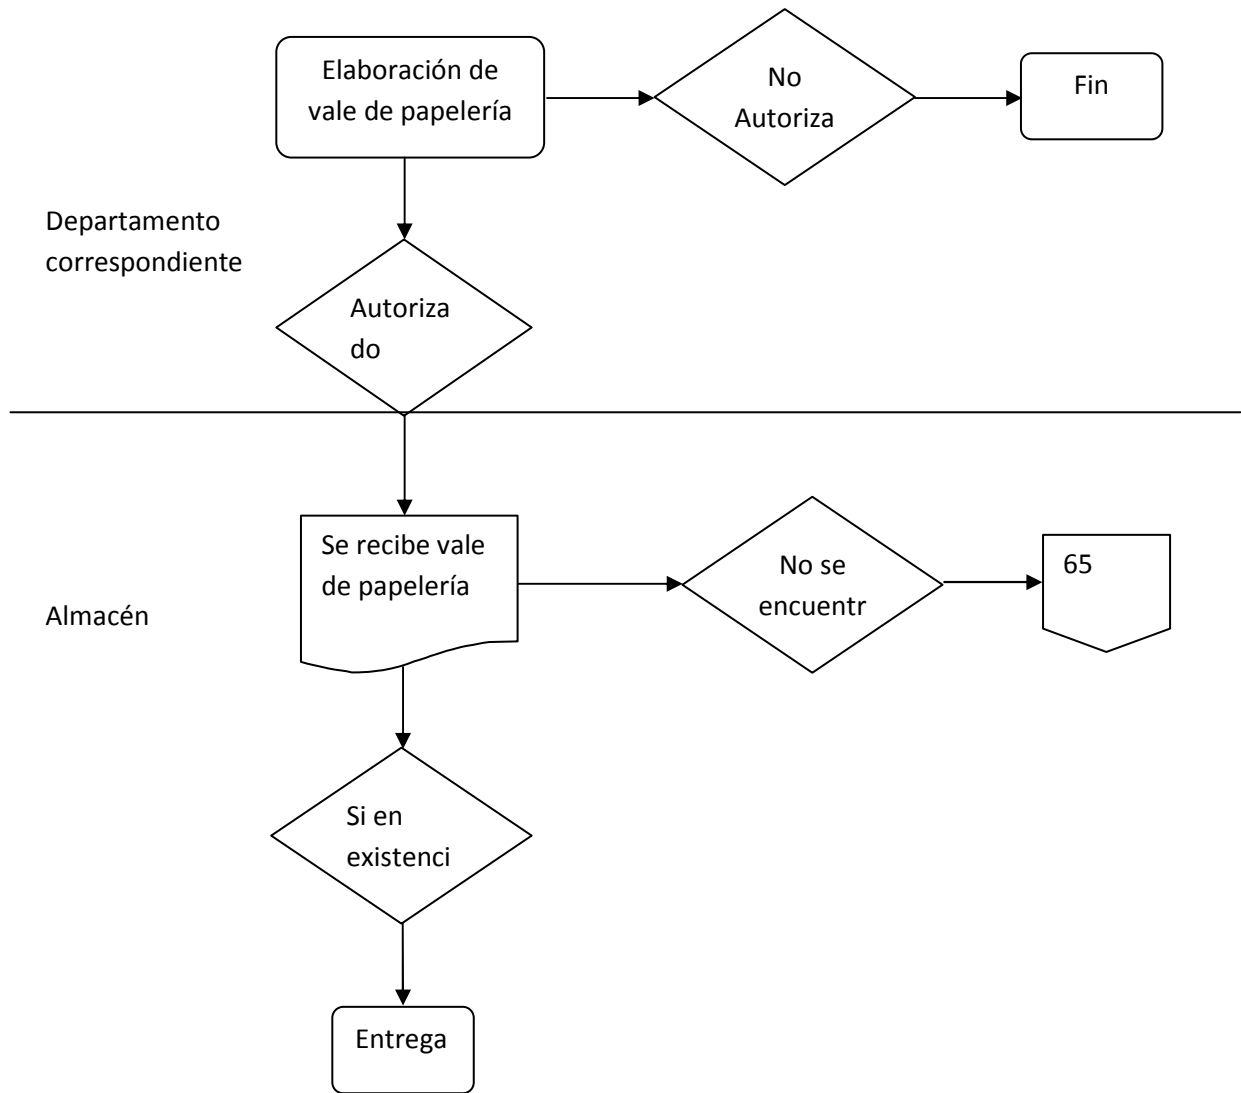 Elaboración de
vale de papelería
No
Autoriza
Fin
Departamento
correspondiente
Autoriza
do
Se recibe vale
de papelería
No se
encuentr
65
Almacén
Si en
existenci
Entrega